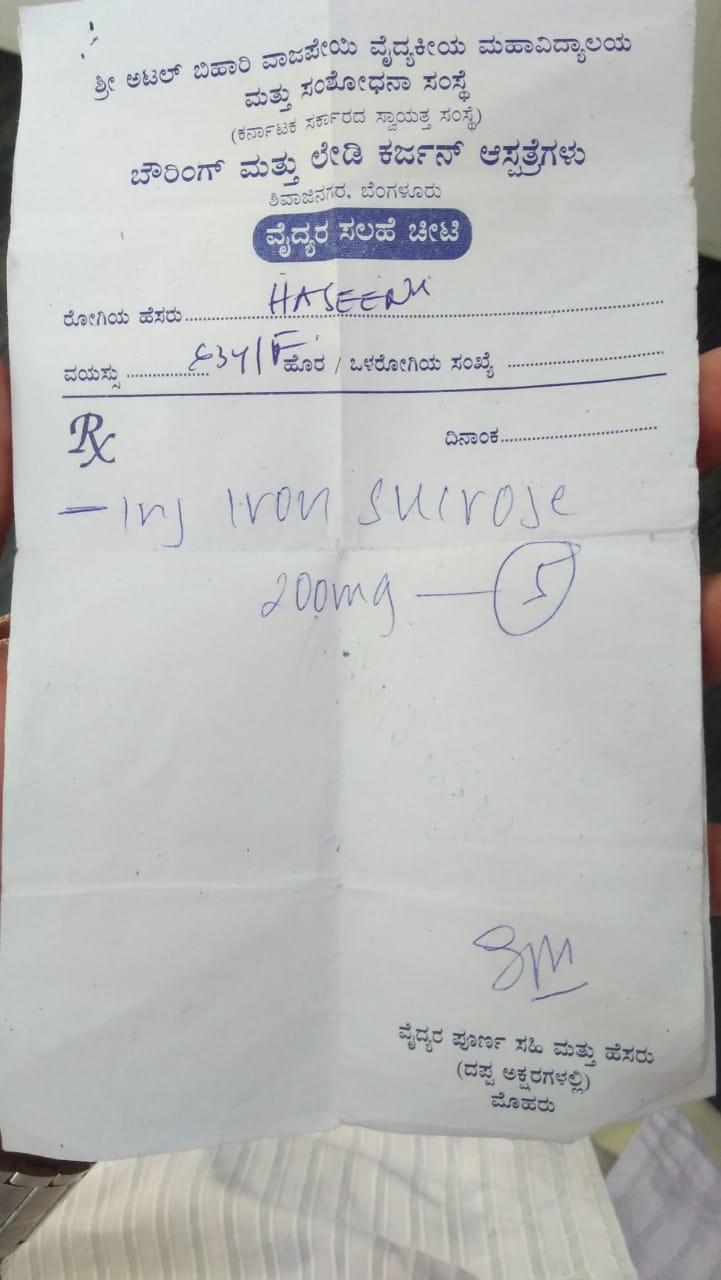 ಶ್ರೀ ಅಟಲ್ ಬಿಹಾರಿ ವಾಜಪೇಯಿ ವೈದ್ಯಕೀಯ ಮಹಾವಿದ್ಯಾಲಯ
ಮತ್ತು ಸಂಶೋಧನಾ ಸಂಸ್ಥೆ
(ಕರ್ನಾಟಕ ಸರ್ಕಾರದ ಸ್ವಾಯತ್ತ ಸಂಸ್ಥೆ)
ಬೌರಿಂಗ್ ಮತ್ತು ಲೇಡಿ ಕರ್ಜನ್ ಆಸ್ಪತ್ರೆಗಳು
ಶಿವಾಜಿನಗರ, ಬೆಂಗಳೂರು
ವೈದ್ಯರ ಸಲಹೆ ಚೀಟಿ
ರೋಗಿಯ ಹೆಸರು
ವಯಸ್ಸು ಹೊರ / ಒಳರೋಗಿಯ ಸಂಖ್ಯೆ
Rx ದಿನಾಂಕ
- Inj Iron Sucrose
200mg — 5
ವೈದ್ಯರ ಪೂರ್ಣ ಸಹಿ ಮತ್ತು ಹೆಸರು
(ದಪ್ಪ ಅಕ್ಷರಗಳಲ್ಲಿ)
ಮೊಹರು